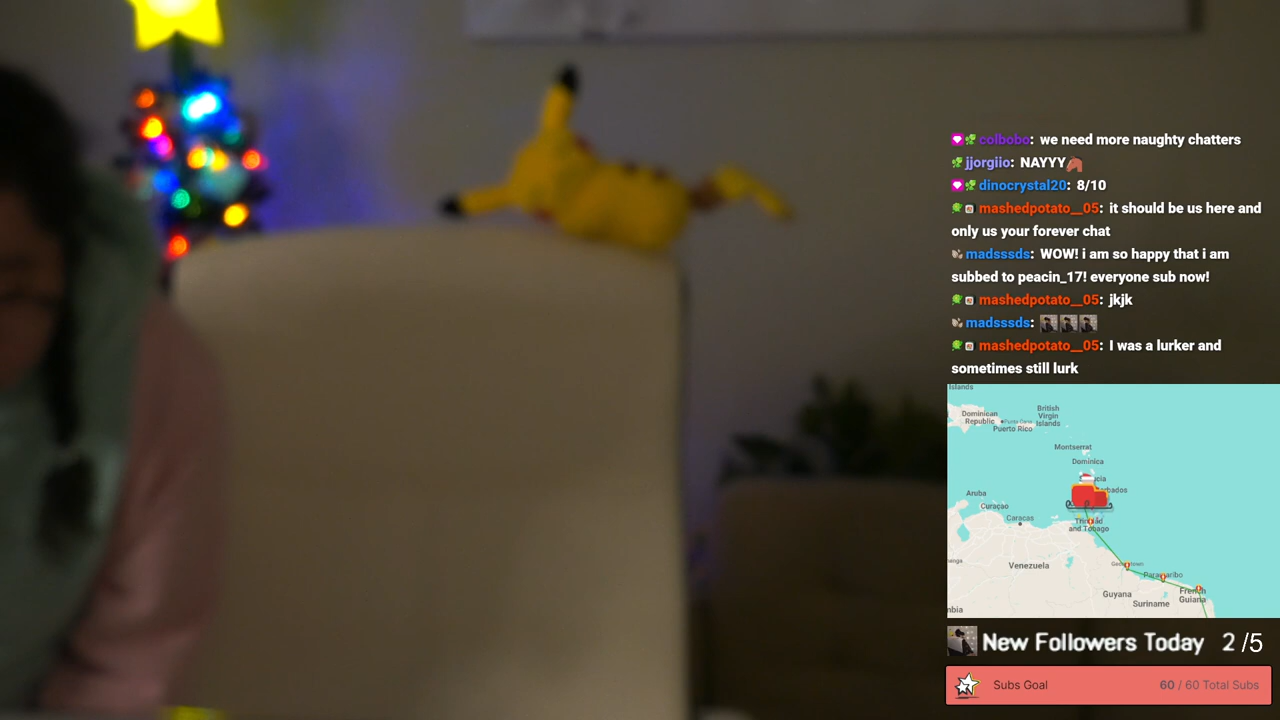 colbobo: we need more naughty chatters
jjorgiio: NAYYY
dinocrystal20: 8/10
mashedpotato__05: it should be us here and
only us your forever chat
madsssds: WOW! i am so happy that i am
subbed to peacin_17! everyone sub now!
mashedpotato__05: jkjk
madsssds:
mashedpotato__05: I was a lurker and
sometimes still lurk
Islands
Dominican
Republic
Punta Cana
Puerto Rico
British
Virgin
Islands
Montserrat
Dominica
Aruba
Curaçao
Caracas
and Tobago
Venezuela
Paramaribo
Guyana
Suriname
French
Guiana
New Followers Today 2 /5
Subs Goal 60 / 60 Total Subs